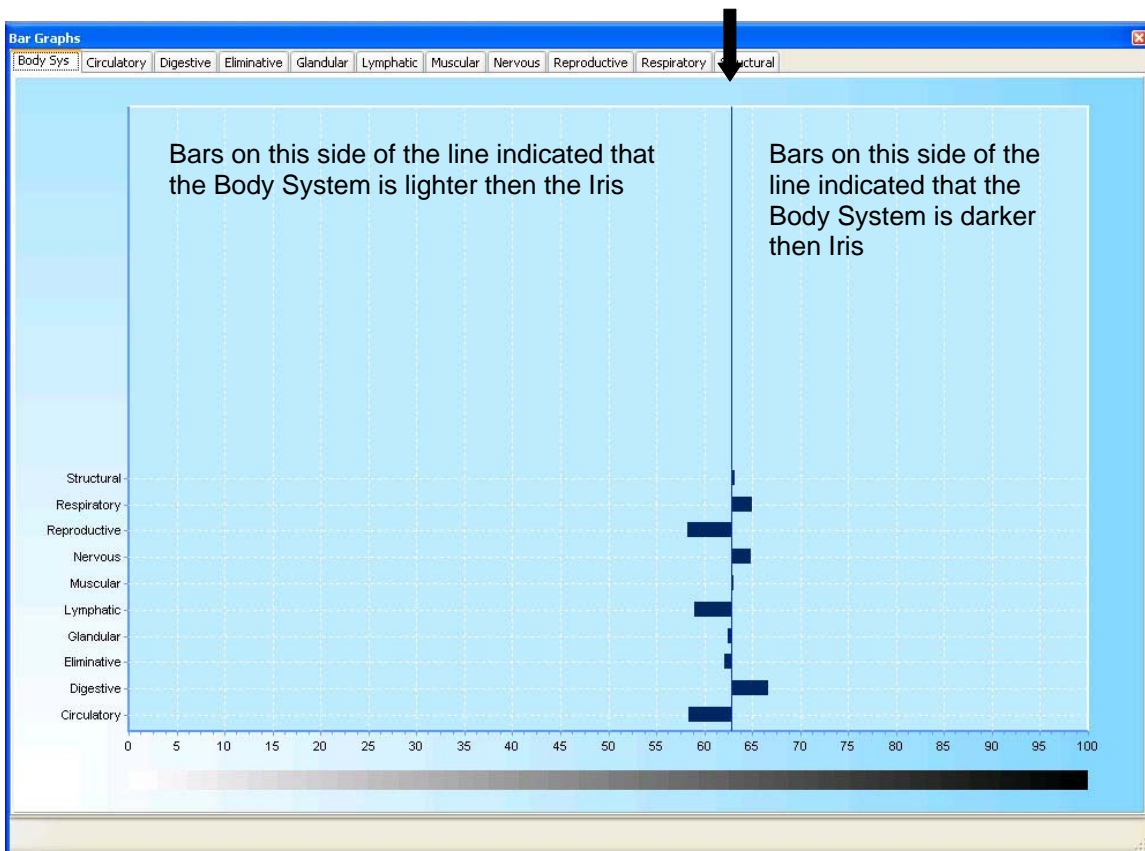 Bar Graphs
Body Sys Circulatory Digestive Eliminative Glandular Lymphatic Muscular Nervous Reproductive Respiratory
Bars on this side of the line indicated that
the Body System is lighter then the Iris
Bars on this side of the
line indicated that the
Body System is darker
then Iris
Structural
Respiratory
Reproductive
Nervous
Muscular
Lymphatic
Glandular
Eliminative
Digestive
Circulatory
0 5 10 15 20 25 30 35 40 45 50 55 60 65 70 75 80 85 90 95 100